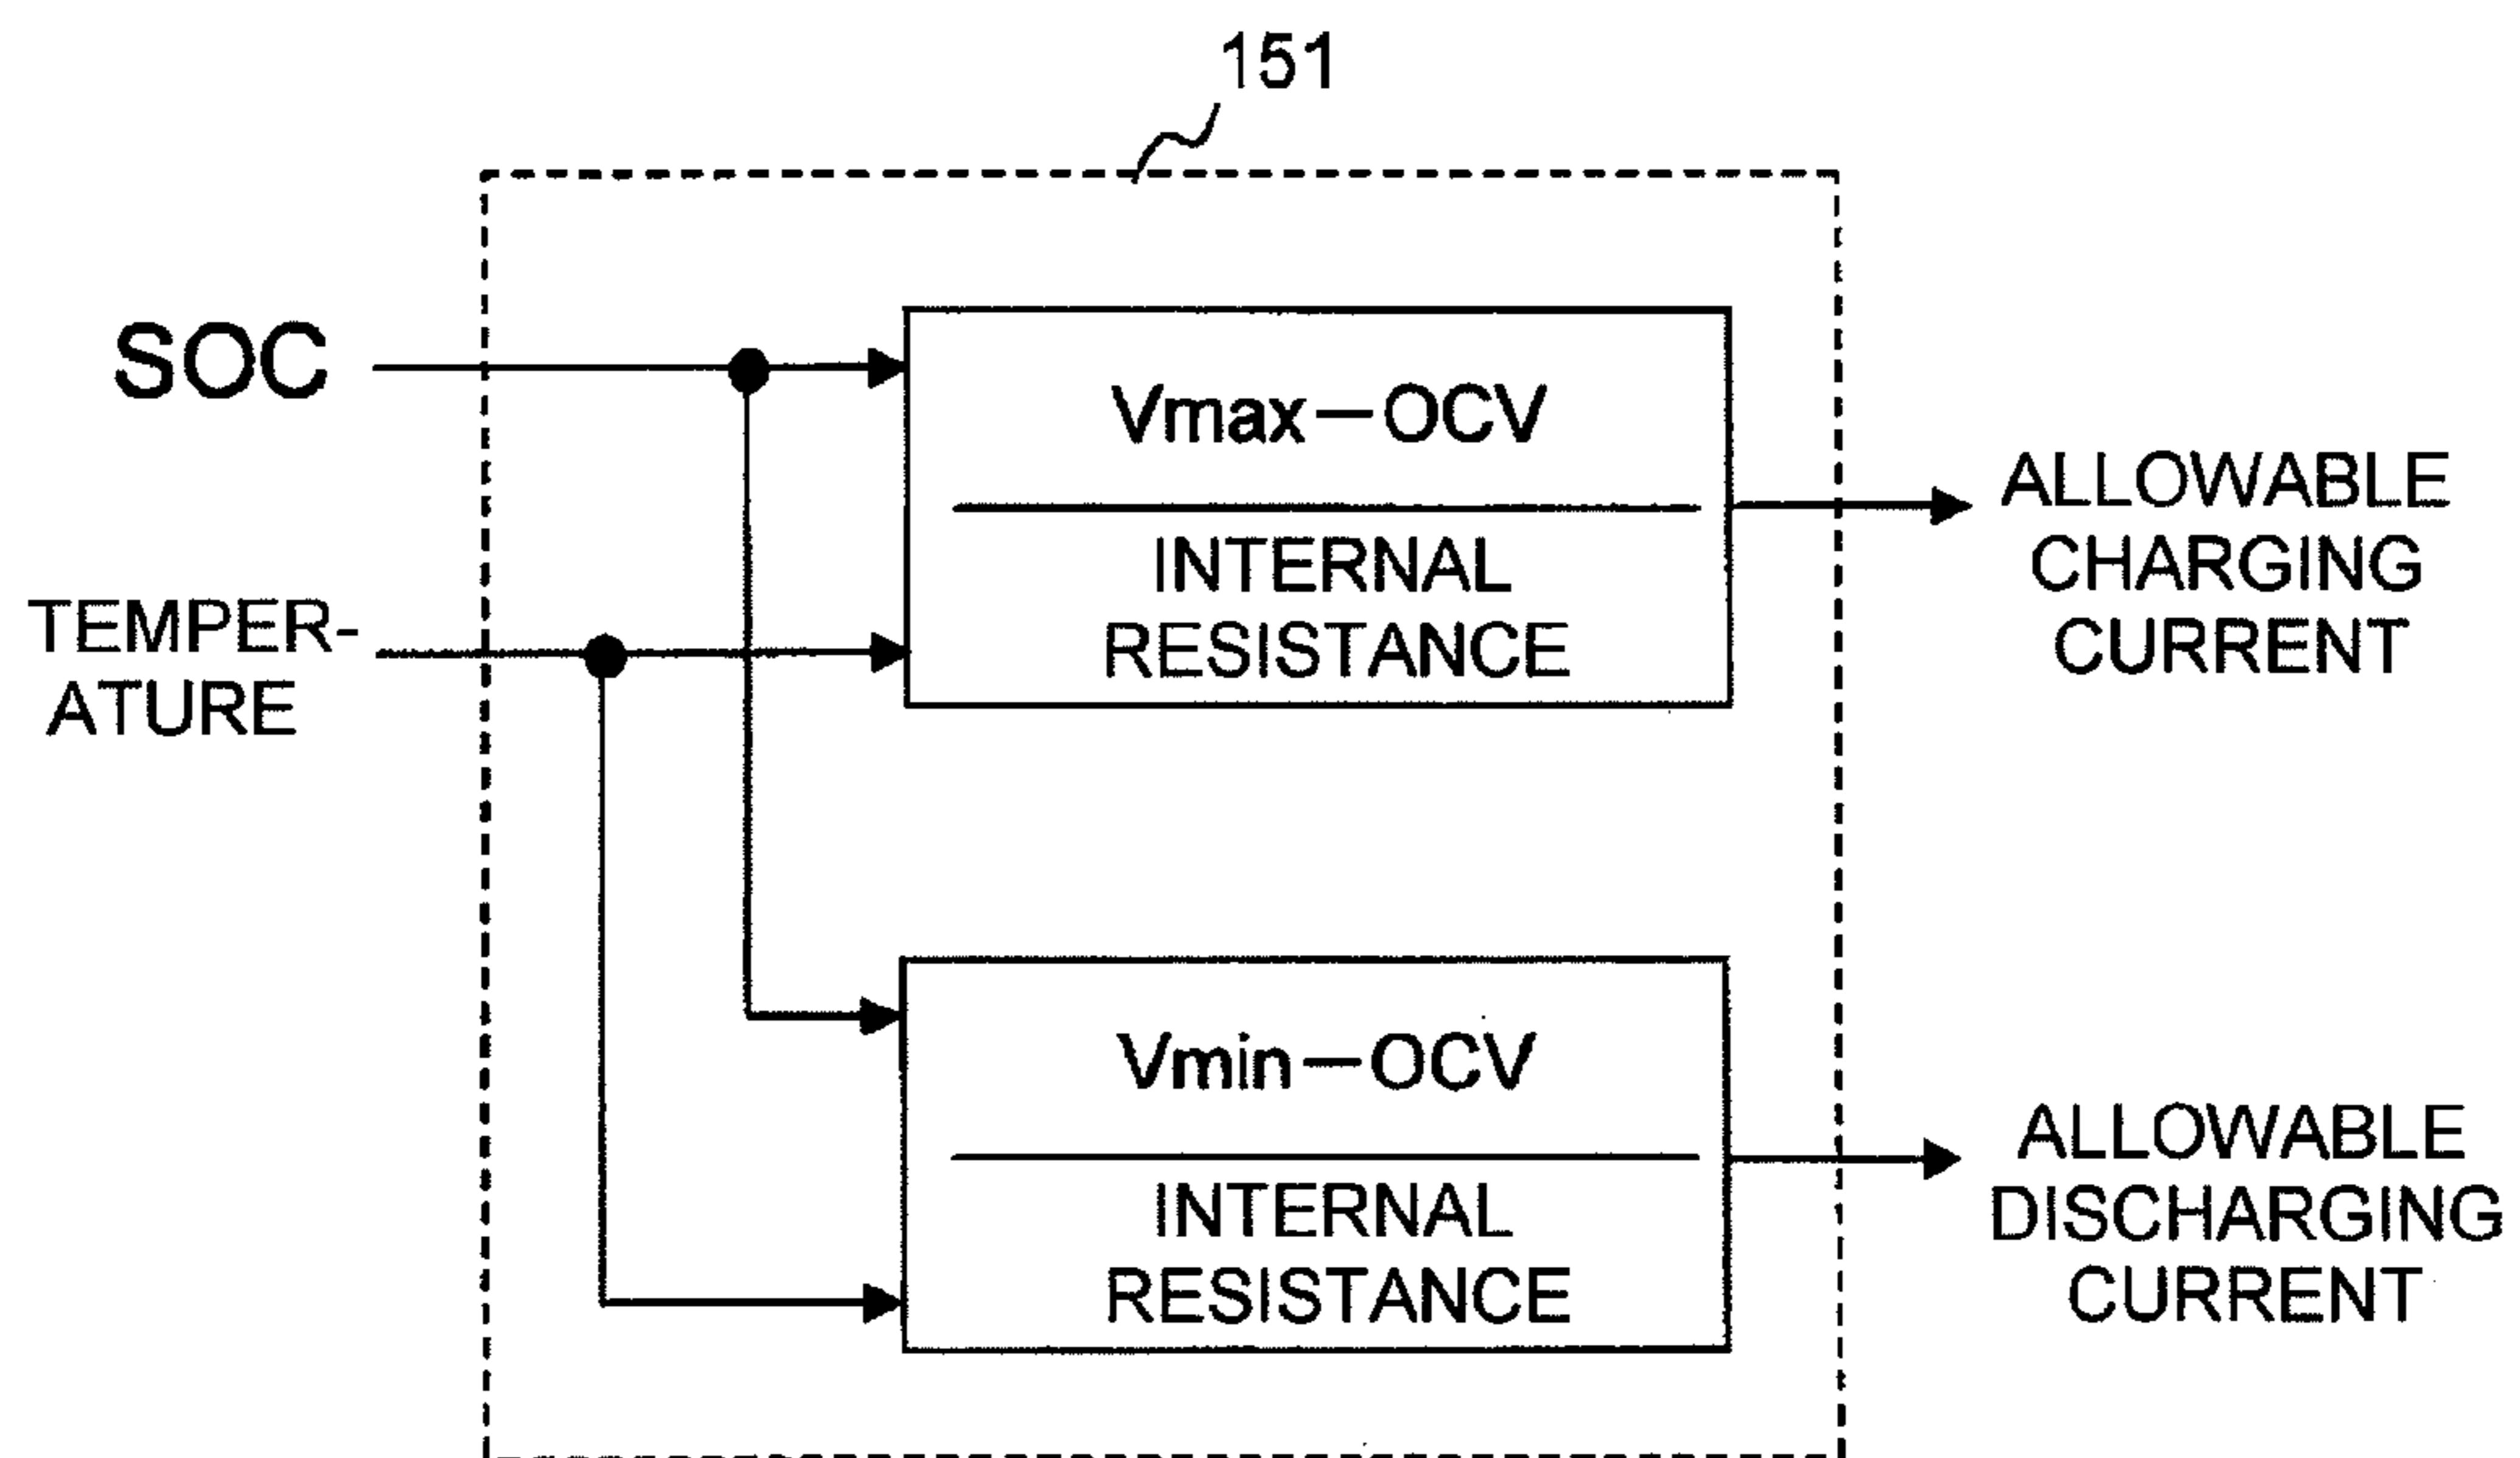 151
SOC
Vmax－OCV
INTERNAL
RESISTANCE
ALLOWABLE
CHARGING
CURRENT
TEMPER-
ATURE
Vmin－OCV
INTERNAL
RESISTANCE
ALLOWABLE
DISCHARGING
CURRENT